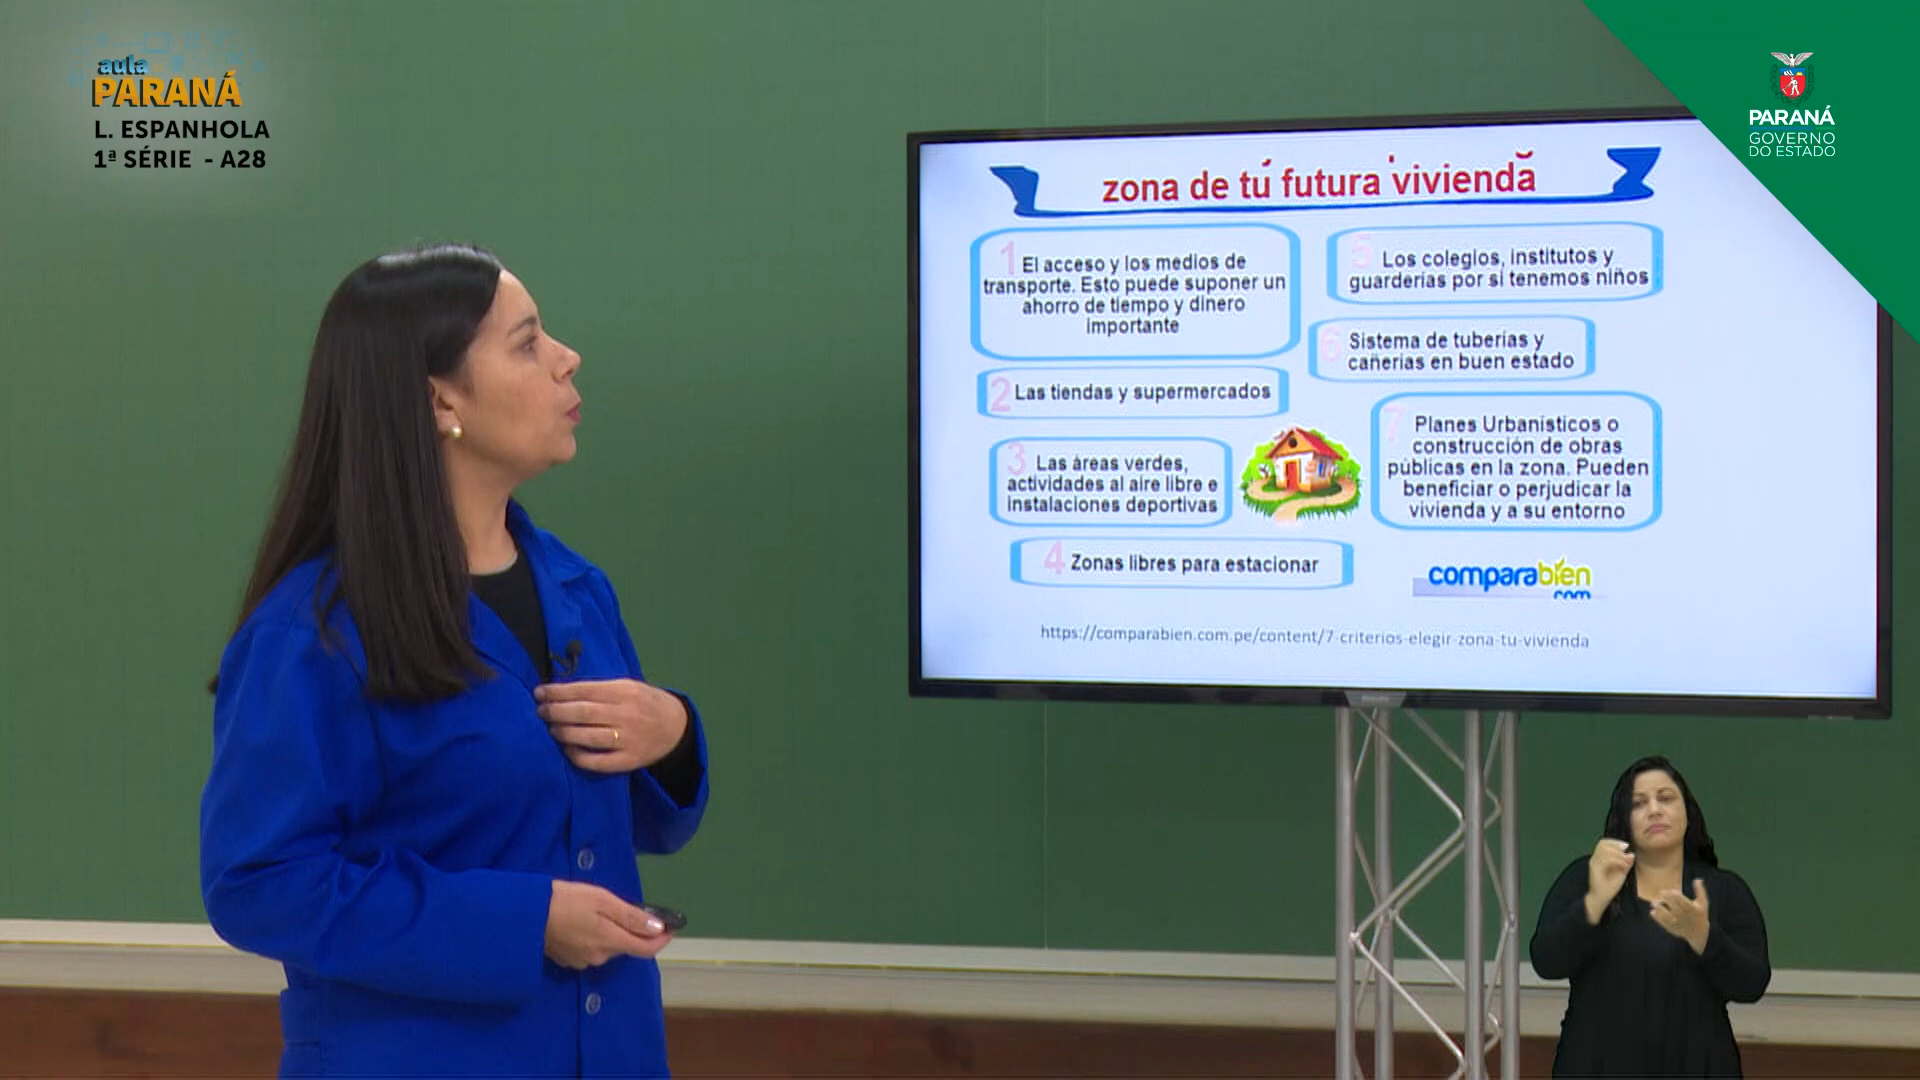 aula
PARANÁ
L. ESPANHOLA
1ª SÉRIE - A28
PARANÁ
GOVERNO
DO ESTADO
zona de tu futura vivienda
1
El acceso y los medios de
transporte. Esto puede suponer un
ahorro de tiempo y dinero
importante
2
Las tiendas y supermercados
3
Las áreas verdes,
actividades al aire libre e
instalaciones deportivas
4
Zonas libres para estacionar
5
Los colegios, institutos y
guarderías por si tenemos niños
6
Sistema de tuberías y
cañerías en buen estado
7
Planes Urbanísticos o
construcción de obras
públicas en la zona. Pueden
beneficiar o perjudicar la
vivienda y a su entorno
comparabien
com
https://comparabien.com.pe/content/7-criterios-elegir-zona-tu-vivienda